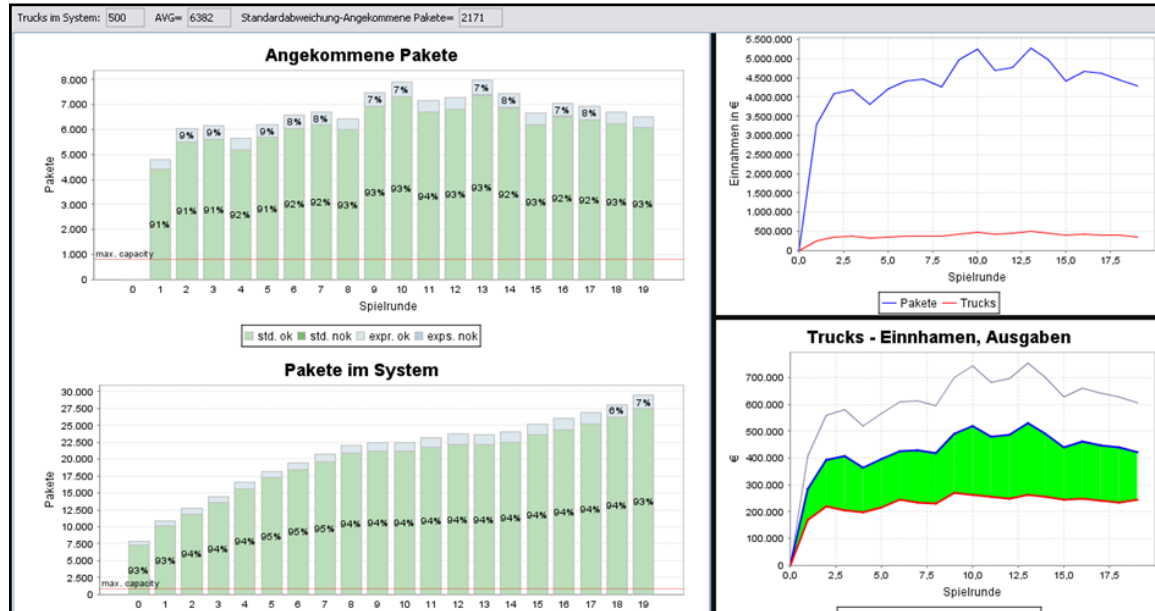 Trucks im System: 500 AVG= 6382 Standardabweichung-Angekommene Pakete= 2171
Angekommene Pakete
8.000
7.000
6.000
5.000
4.000
3.000
2.000
1.000
0
Pakete
9% 9% 9% 8% 8% 7% 7% 7% 8% 7% 8%
91% 91% 91% 92% 91% 92% 92% 93% 93% 93% 94% 93% 93% 92% 93% 92% 92% 93% 93%
max. capacity
0 1 2 3 4 5 6 7 8 9 10 11 12 13 14 15 16 17 18 19
Spielrunde
std. ok std. nok expr. ok exps. nok
Pakete im System
30.000
27.500
25.000
22.500
20.000
17.500
15.000
12.500
10.000
7.500
5.000
2.500
0
Pakete
6% 7%
93% 93% 94% 94% 94% 95% 95% 95% 94% 94% 94% 94% 94% 94% 94% 94% 94% 94% 94% 93%
max. capacity
0 1 2 3 4 5 6 7 8 9 10 11 12 13 14 15 16 17 18 19
5.500.000
5.000.000
4.500.000
4.000.000
3.500.000
3.000.000
2.500.000
2.000.000
1.500.000
1.000.000
500.000
0
Einnahmen in €
0,0 2,5 5,0 7,5 10,0 12,5 15,0 17,5
Spielrunde
Pakete Trucks
Trucks - Einnhamen, Ausgaben
700.000
600.000
500.000
400.000
300.000
200.000
100.000
0
€
0,0 2,5 5,0 7,5 10,0 12,5 15,0 17,5
Spielrunde